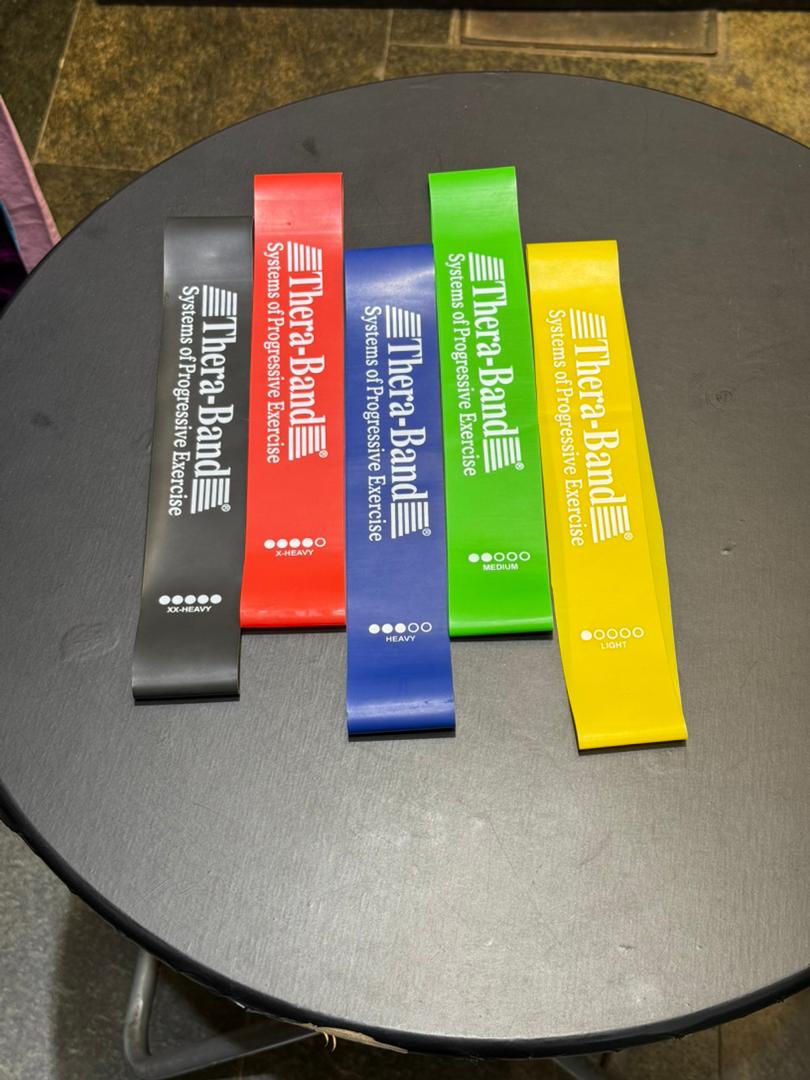 Thera-Band®
Systems of Progressive Exercise
XX-HEAVY
Thera-Band®
Systems of Progressive Exercise
X-HEAVY
Thera-Band®
Systems of Progressive Exercise
HEAVY
Thera-Band®
Systems of Progressive Exercise
MEDIUM
Thera-Band®
Systems of Progressive Exercise
LIGHT